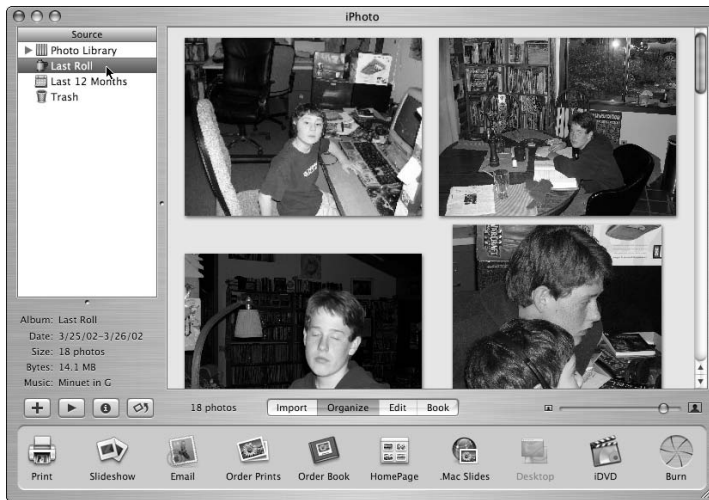 iPhoto
Source
Photo Library
Last Roll
Last 12 Months
Trash
Album: Last Roll
Date: 3/25/02–3/26/02
Size: 18 photos
Bytes: 14.1 MB
Music: Minuet in G
18 photos
Import Organize Edit Book
Print Slideshow Email Order Prints Order Book HomePage .Mac Slides Desktop iDVD Burn